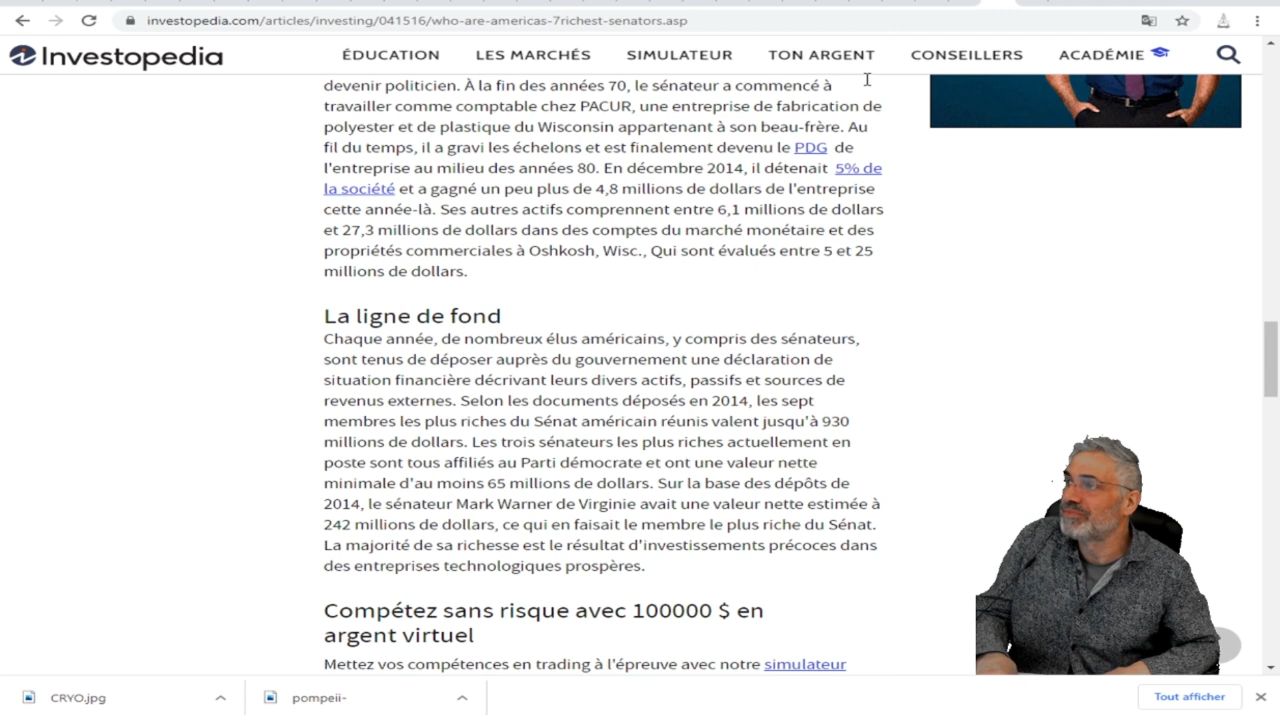 investopedia.com/articles/investing/041516/who-are-americas-7richest-senators.asp
Investopedia
ÉDUCATION LES MARCHÉS SIMULATEUR TON ARGENT CONSEILLERS ACADÉMIE
devenir politicien. À la fin des années 70, le sénateur a commencé à
travailler comme comptable chez PACUR, une entreprise de fabrication de
polyester et de plastique du Wisconsin appartenant à son beau-frère. Au
fil du temps, il a gravi les échelons et est finalement devenu le PDG de
l'entreprise au milieu des années 80. En décembre 2014, il détenait 5% de
la société et a gagné un peu plus de 4,8 millions de dollars de l'entreprise
cette année-là. Ses autres actifs comprennent entre 6,1 millions de dollars
et 27,3 millions de dollars dans des comptes du marché monétaire et des
propriétés commerciales à Oshkosh, Wisc., Qui sont évalués entre 5 et 25
millions de dollars.
La ligne de fond
Chaque année, de nombreux élus américains, y compris des sénateurs,
sont tenus de déposer auprès du gouvernement une déclaration de
situation financière décrivant leurs divers actifs, passifs et sources de
revenus externes. Selon les documents déposés en 2014, les sept
membres les plus riches du Sénat américain réunis valent jusqu'à 930
millions de dollars. Les trois sénateurs les plus riches actuellement en
poste sont tous affiliés au Parti démocrate et ont une valeur nette
minimale d'au moins 65 millions de dollars. Sur la base des dépôts de
2014, le sénateur Mark Warner de Virginie avait une valeur nette estimée à
242 millions de dollars, ce qui en faisait le membre le plus riche du Sénat.
La majorité de sa richesse est le résultat d'investissements précoces dans
des entreprises technologiques prospères.
Compétez sans risque avec 100000 $ en
argent virtuel
Mettez vos compétences en trading à l'épreuve avec notre simulateur
CRYO.jpg
pompeii-
Tout afficher